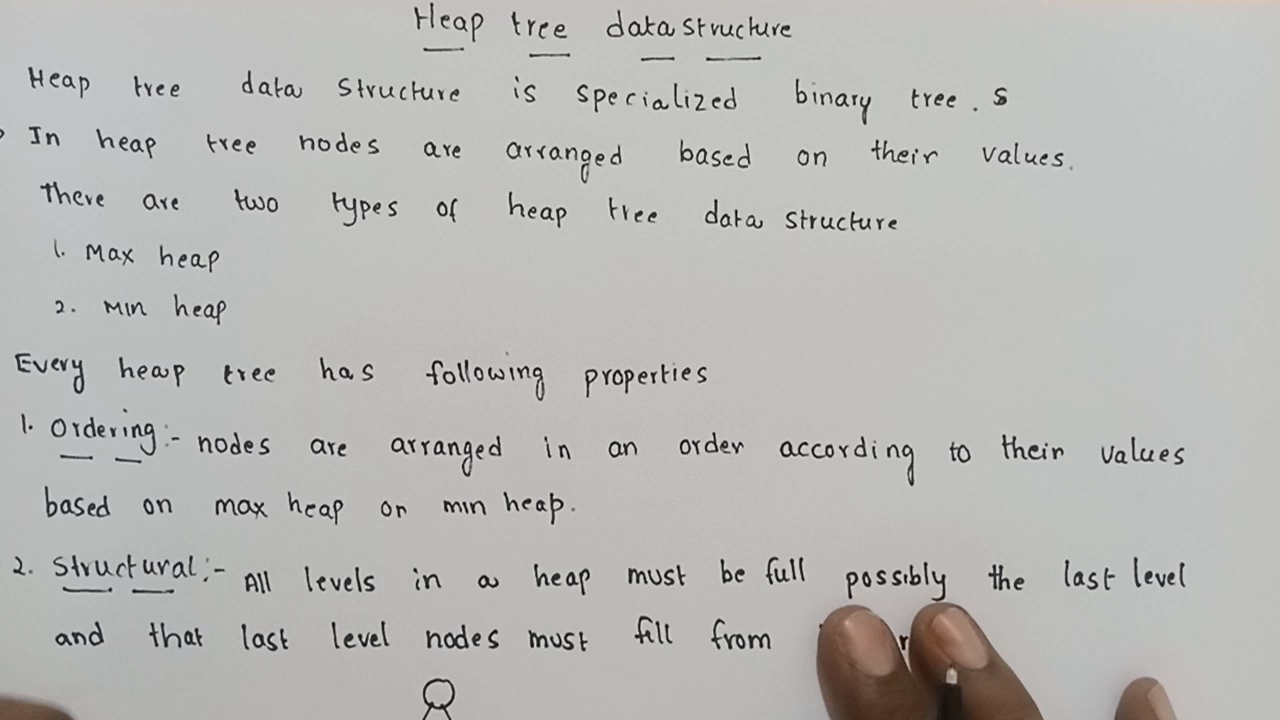 Heap tree data structure
Heap tree data structure is specialized binary tree. s
In heap tree nodes are arranged based on their values.
There are two types of heap tree data structure
1. Max heap
2. Min heap
Every heap tree has following properties
1. Ordering:- nodes are arranged in an order according to their values
based on max heap or min heap.
2. Structural:- All levels in a heap must be full possibly the last level
and that last level nodes must fill from